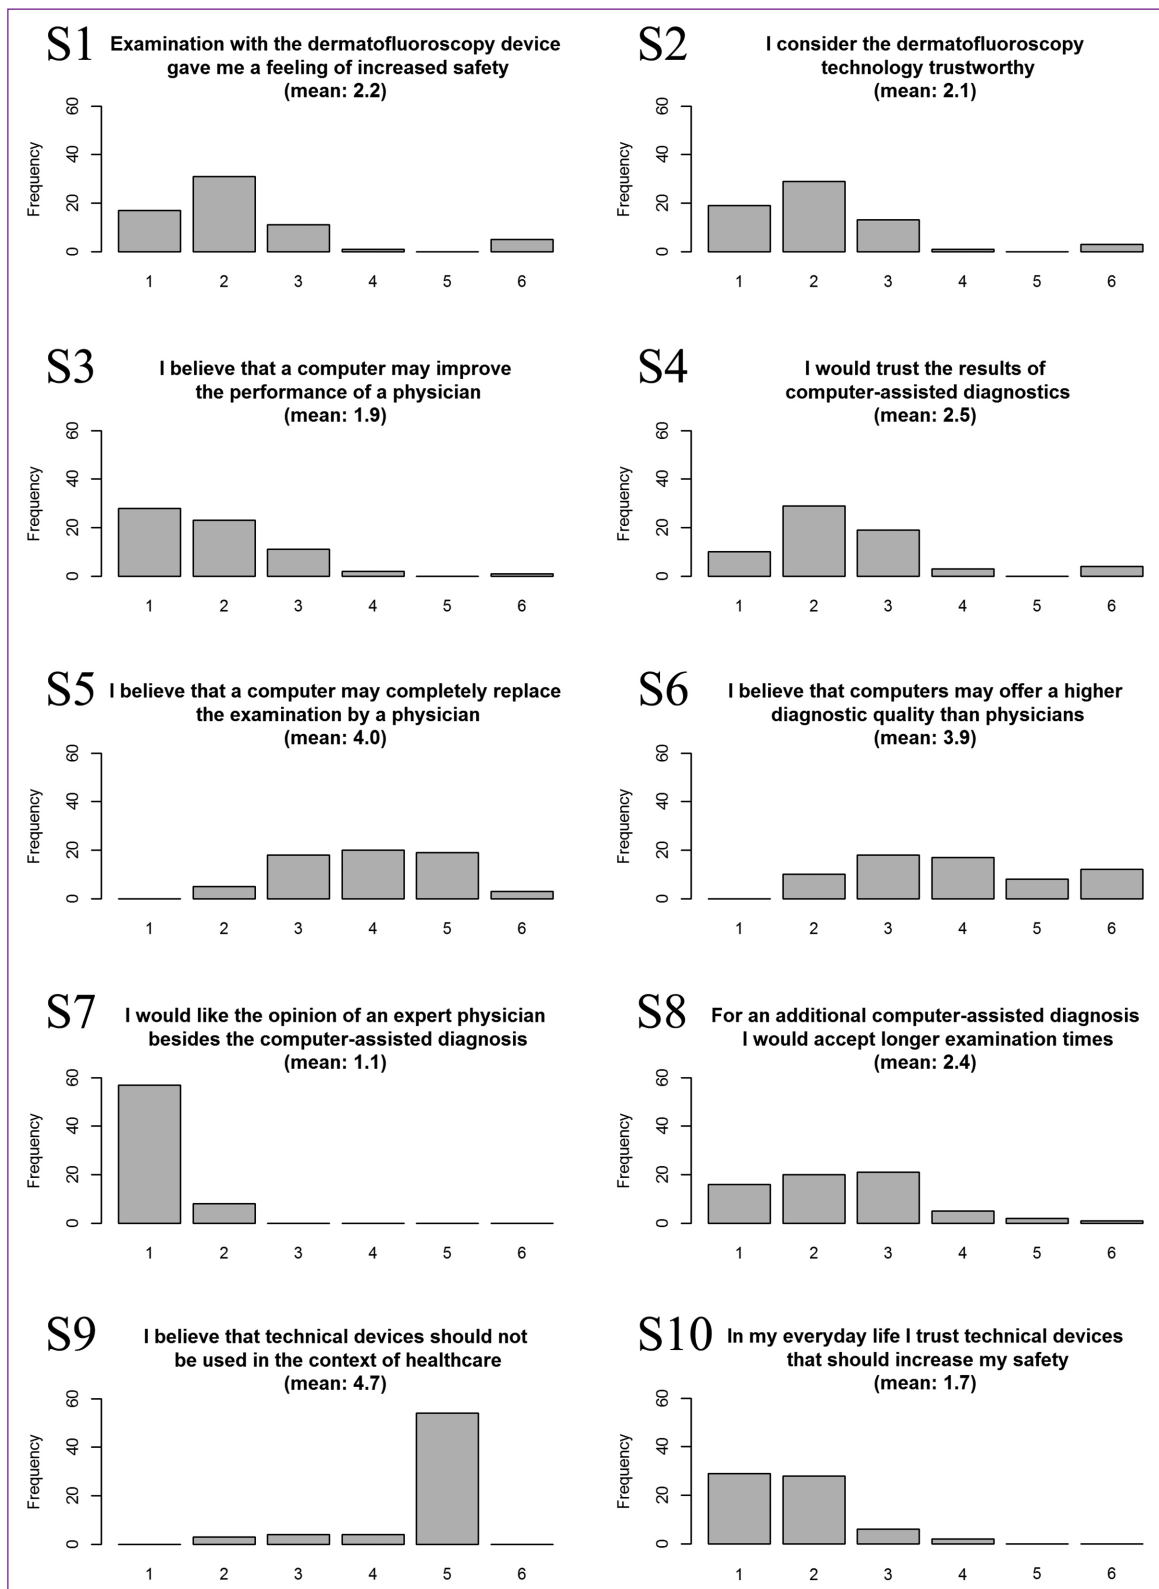 S1 Examination with the dermatofluoroscopy device
gave me a feeling of increased safety
(mean: 2.2)
Frequency
60
40
20
0
1 2 3 4 5 6
S2 I consider the dermatofluoroscopy
technology trustworthy
(mean: 2.1)
Frequency
60
40
20
0
1 2 3 4 5 6
S3 I believe that a computer may improve
the performance of a physician
(mean: 1.9)
Frequency
60
40
20
0
1 2 3 4 5 6
S4 I would trust the results of
computer-assisted diagnostics
(mean: 2.5)
Frequency
60
40
20
0
1 2 3 4 5 6
S5 I believe that a computer may completely replace
the examination by a physician
(mean: 4.0)
Frequency
60
40
20
0
1 2 3 4 5 6
S6 I believe that computers may offer a higher
diagnostic quality than physicians
(mean: 3.9)
Frequency
60
40
20
0
1 2 3 4 5 6
S7 I would like the opinion of an expert physician
besides the computer-assisted diagnosis
(mean: 1.1)
Frequency
60
40
20
0
1 2 3 4 5 6
S8 For an additional computer-assisted diagnosis
I would accept longer examination times
(mean: 2.4)
Frequency
60
40
20
0
1 2 3 4 5 6
S9 I believe that technical devices should not
be used in the context of healthcare
(mean: 4.7)
Frequency
60
40
20
0
1 2 3 4 5 6
S10 In my everyday life I trust technical devices
that should increase my safety
(mean: 1.7)
Frequency
60
40
20
0
1 2 3 4 5 6